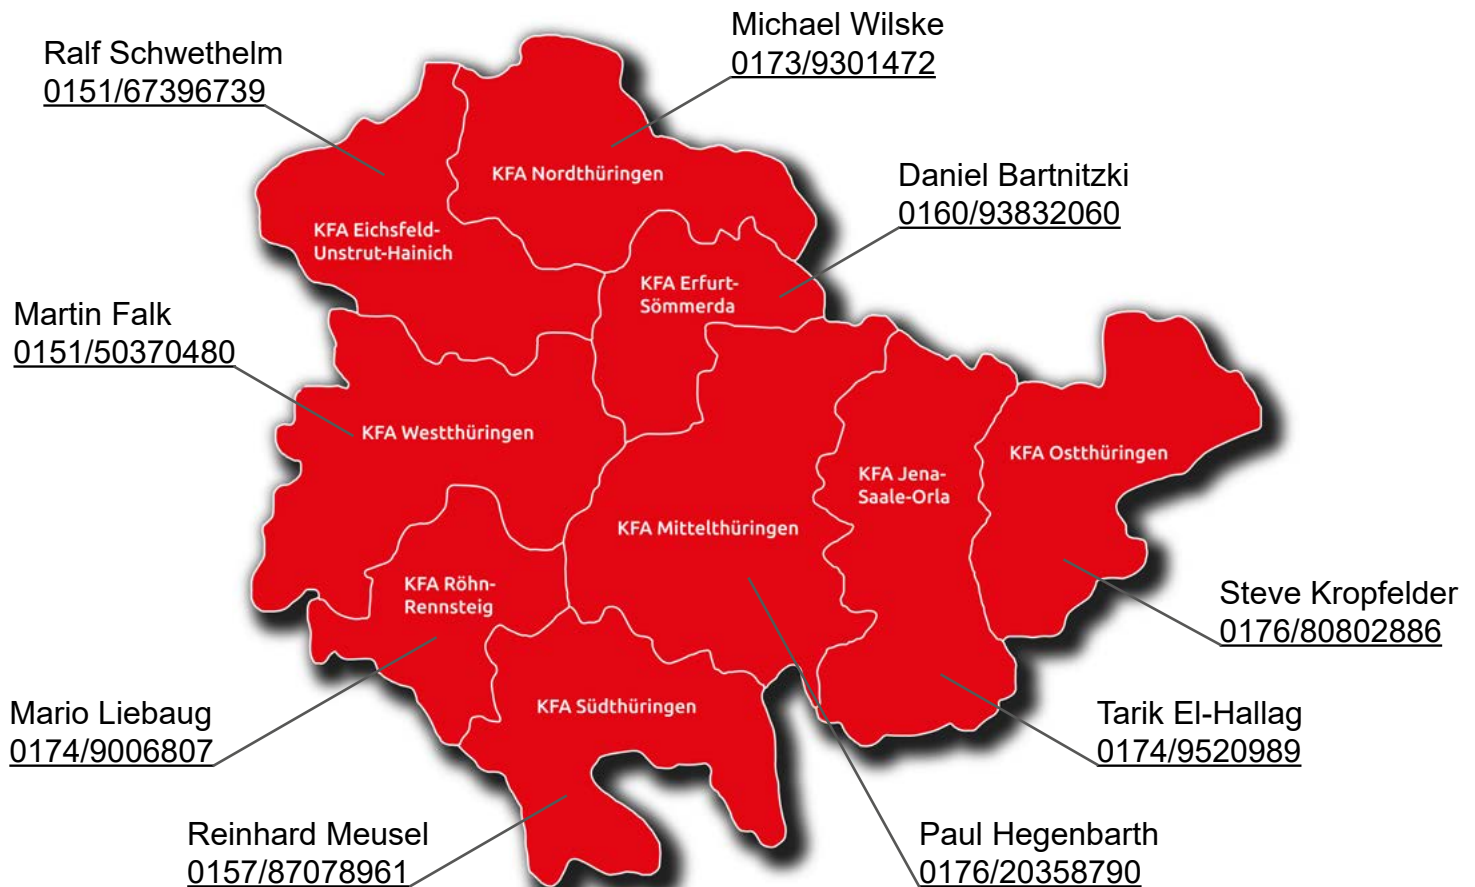 Michael Wilske
0173/9301472
Ralf Schwethelm
0151/67396739
KFA Nordthüringen
Daniel Bartnitzki
0160/93832060
KFA Eichsfeld-
Unstrut-Hainich
KFA Erfurt-
Sömmerda
Martin Falk
0151/50370480
KFA Westthüringen
KFA Ostthüringen
KFA Jena-
Saale-Orla
KFA Mittelthüringen
KFA Röhn-
Rennsteig
Steve Kropfelder
0176/80802886
KFA Südthüringen
Mario Liebaug
0174/9006807
Tarik El-Hallag
0174/9520989
Reinhard Meusel
0157/87078961
Paul Hegenbarth
0176/20358790